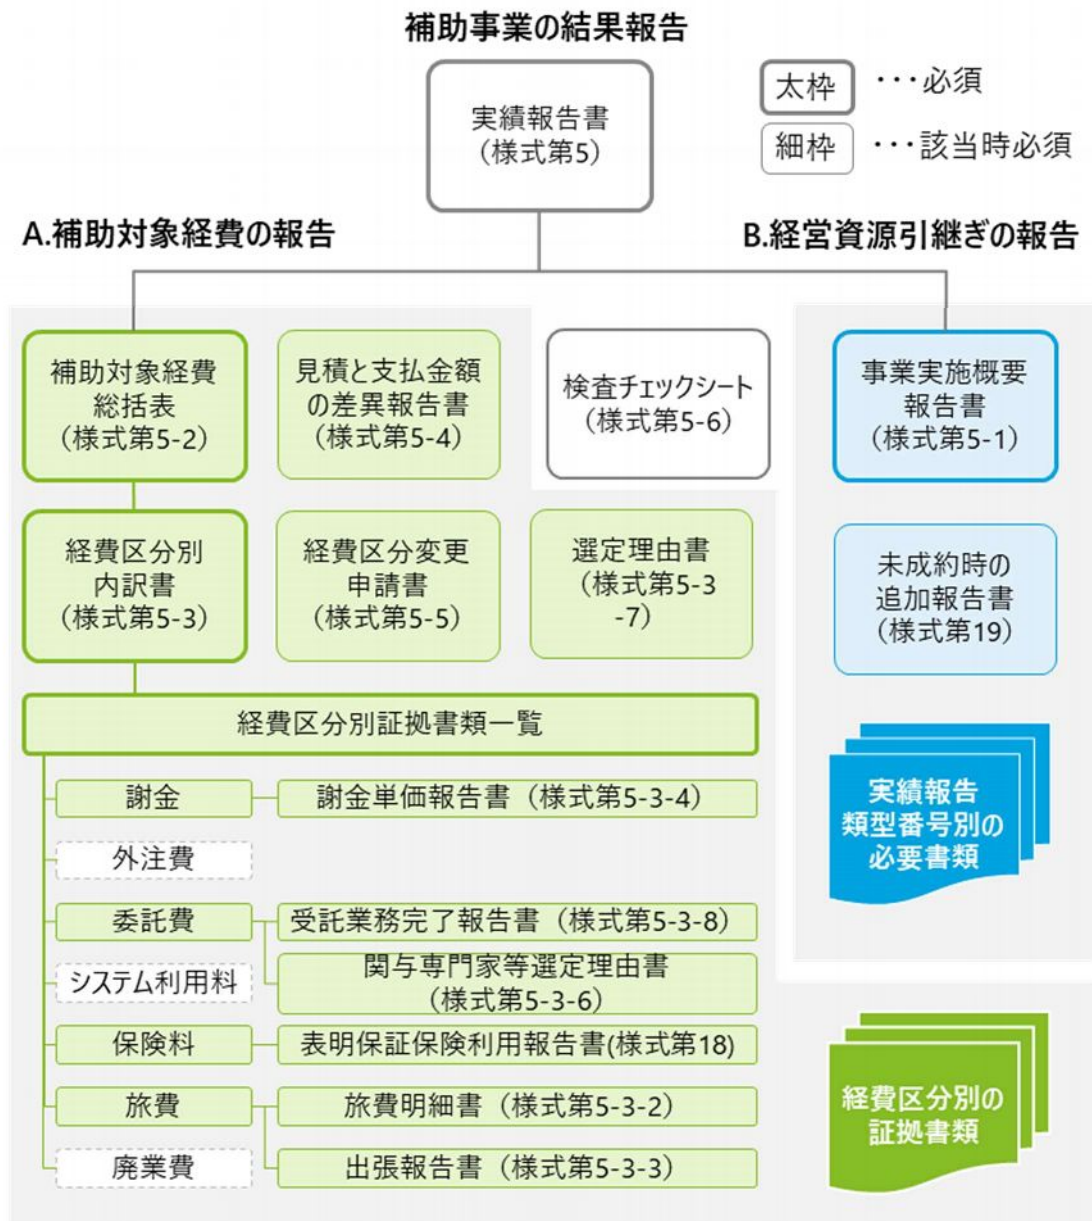 補助事業の結果報告
実績報告書
（様式第5）
太枠 ・・・必須
細枠 ・・・該当時必須
A.補助対象経費の報告
B.経営資源引継ぎの報告
補助対象経費
総括表
（様式第5-2）
見積と支払金額
の差異報告書
（様式第5-4）
検査チェックシート
（様式第5-6）
事業実施概要
報告書
（様式第5-1）
経費区分別
内訳書
（様式第5-3）
経費区分変更
申請書
（様式第5-5）
選定理由書
（様式第5-3
-7）
未成約時の
追加報告書
（様式第19）
経費区分別証拠書類一覧
実績報告
類型番号別の
必要書類
謝金
謝金単価報告書（様式第5-3-4）
外注費
委託費
受託業務完了報告書（様式第5-3-8）
システム利用料
関与専門家等選定理由書
（様式第5-3-6）
保険料
表明保証保険利用報告書(様式第18)
旅費
旅費明細書（様式第5-3-2）
廃業費
出張報告書（様式第5-3-3）
経費区分別の
証拠書類